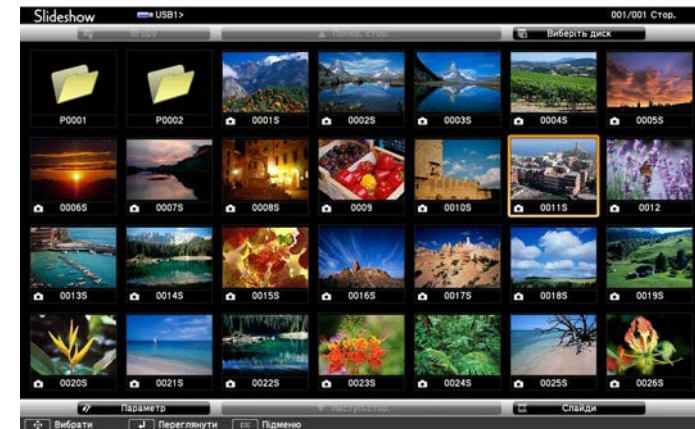 Slideshow USB1> 001/001 Стор.
Вгору ▲ Попер. стор. Виберіть диск
P0001 P0002 0001S 0002S 0003S 0004S 0005S
0006S 0007S 0008S 0009 0010S 0011S 0012
0013S 0014S 0015S 0016S 0017S 0018S 0019S
0020S 0021S 0022S 0023S 0024S 0025S 0026S
Параметр ▼ Наступ.стор. Слайди
Вибрати Переглянути Esc Підменю